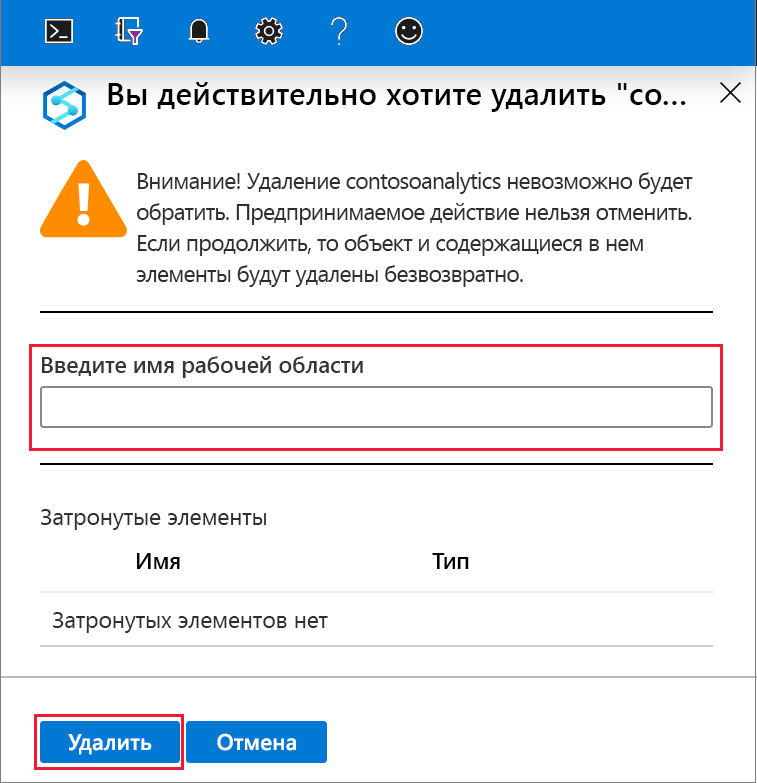 Вы действительно хотите удалить "со...
Внимание! Удаление contosoanalytics невозможно будет
обратить. Предпринимаемое действие нельзя отменить.
Если продолжить, то объект и содержащиеся в нем
элементы будут удалены безвозвратно.
Введите имя рабочей области
Затронутые элементы
Имя Тип
Затронутых элементов нет
Удалить Отмена